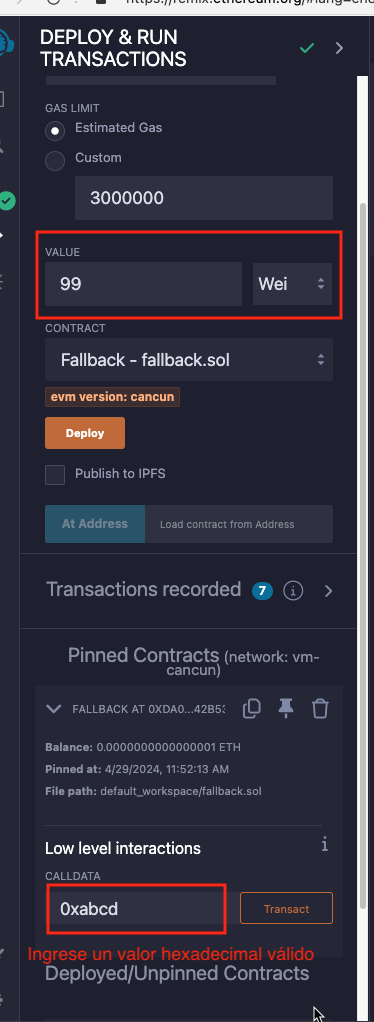 https://remix.ethereum.org/#lang=en
DEPLOY & RUN
TRANSACTIONS
GAS LIMIT
Estimated Gas
Custom
3000000
VALUE
99
Wei
CONTRACT
Fallback - fallback.sol
evm version: cancun
Deploy
Publish to IPFS
At Address
Load contract from Address
Transactions recorded 7 i
Pinned Contracts (network: vm-
cancun)
FALLBACK AT 0XDA0...42B53
Balance: 0.0000000000000001 ETH
Pinned at: 4/29/2024, 11:52:13 AM
File path: default_workspace/fallback.sol
Low level interactions i
CALLDATA
0xabcd
Transact
Ingrese un valor hexadecimal válido
Deployed/Unpinned Contracts